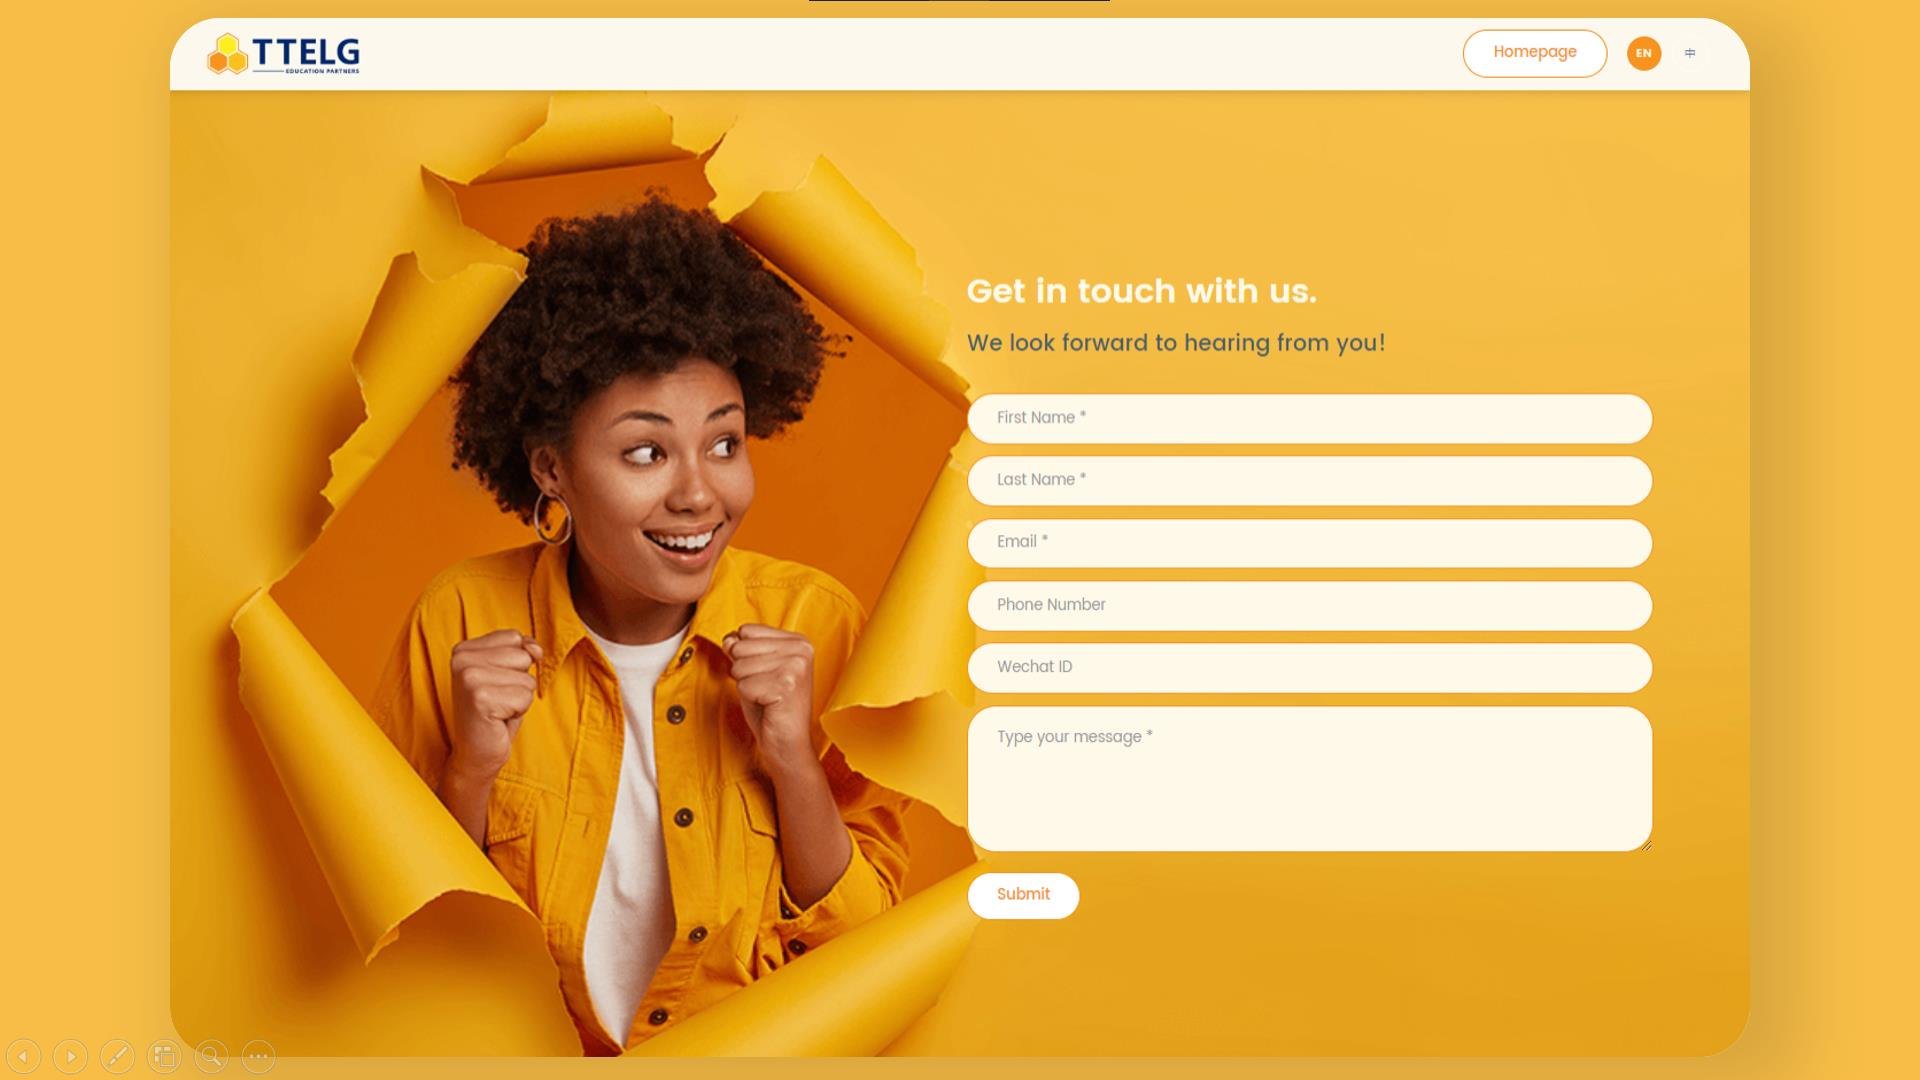 TTELG
EDUCATION PARTNERS
Homepage
EN
中
Get in touch with us.
We look forward to hearing from you!
First Name *
Last Name *
Email *
Phone Number
Wechat ID
Type your message *
Submit